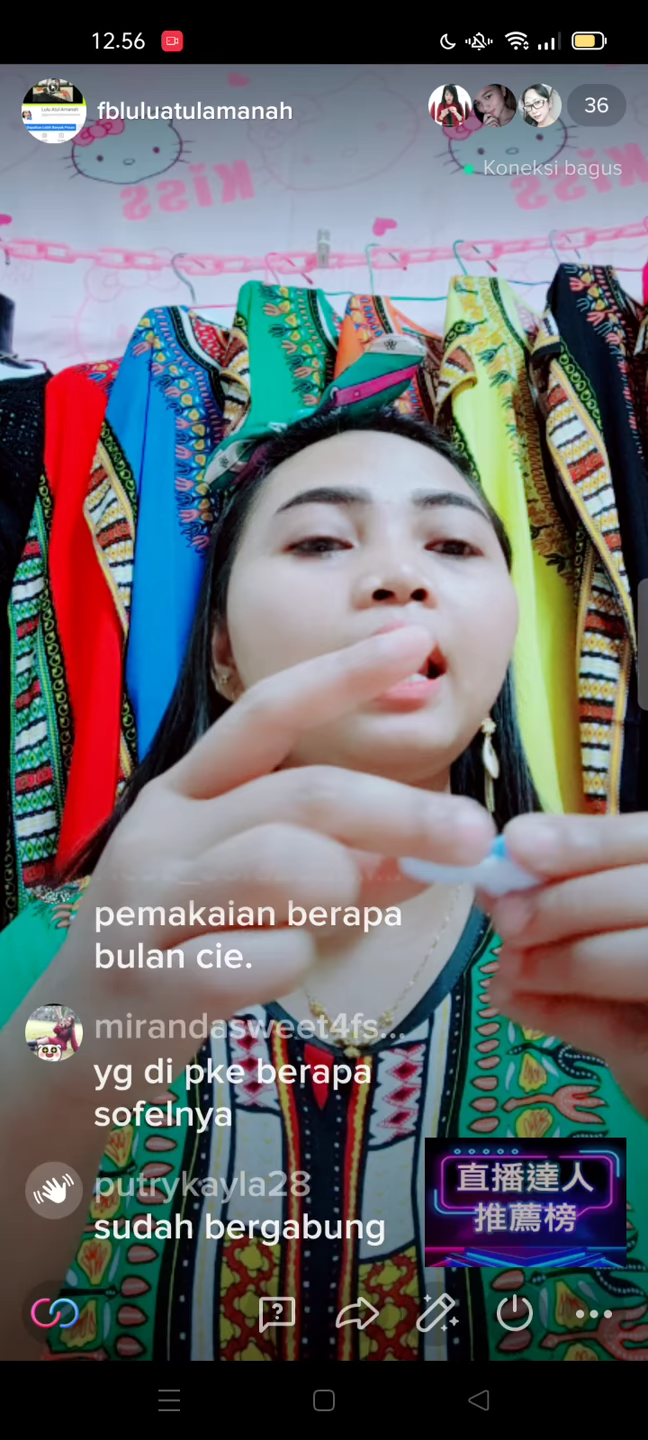 12.56
fbluluatulamanah
36
Koneksi bagus
Kiss
Kiss
pemakaian berapa
bulan cie.
mirandasweet4fs...
yg di pke berapa
sofelnya
putrykayla28
sudah bergabung
直播達人
推薦榜